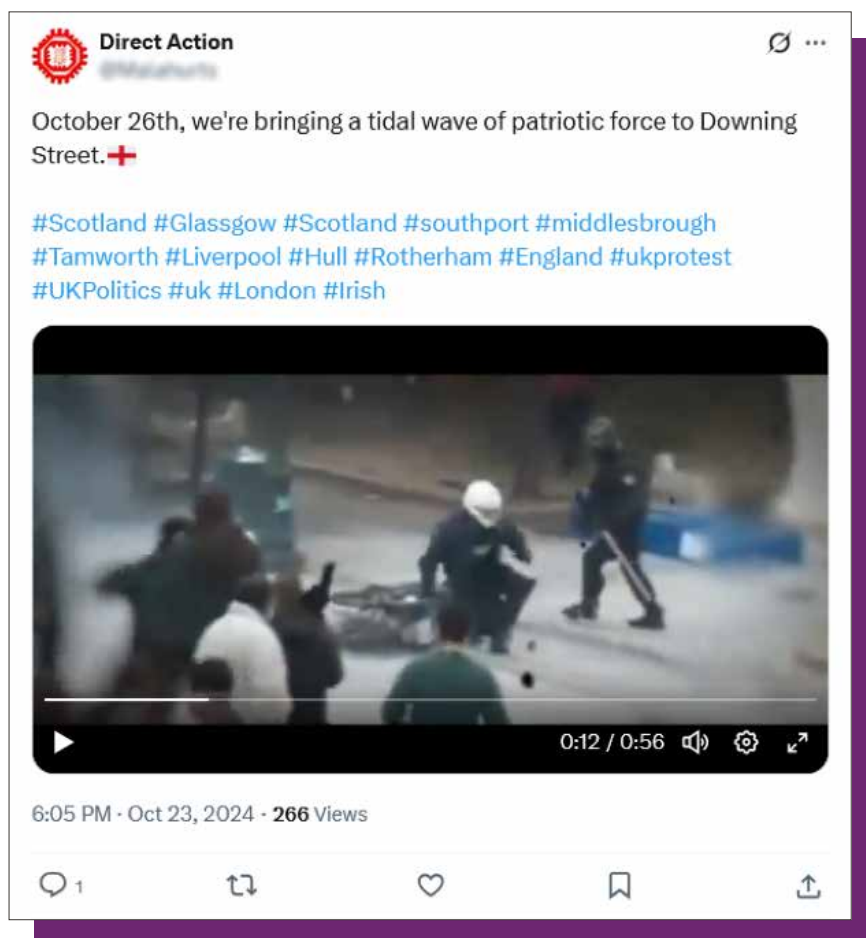 Direct Action
October 26th, we're bringing a tidal wave of patriotic force to Downing
Street.
#Scotland #Glassgow #Scotland #southport #middlesbrough
#Tamworth #Liverpool #Hull #Rotherham #England #ukprotest
#UKPolitics #uk #London #Irish
0:12 / 0:56
6:05 PM · Oct 23, 2024 · 266 Views
1